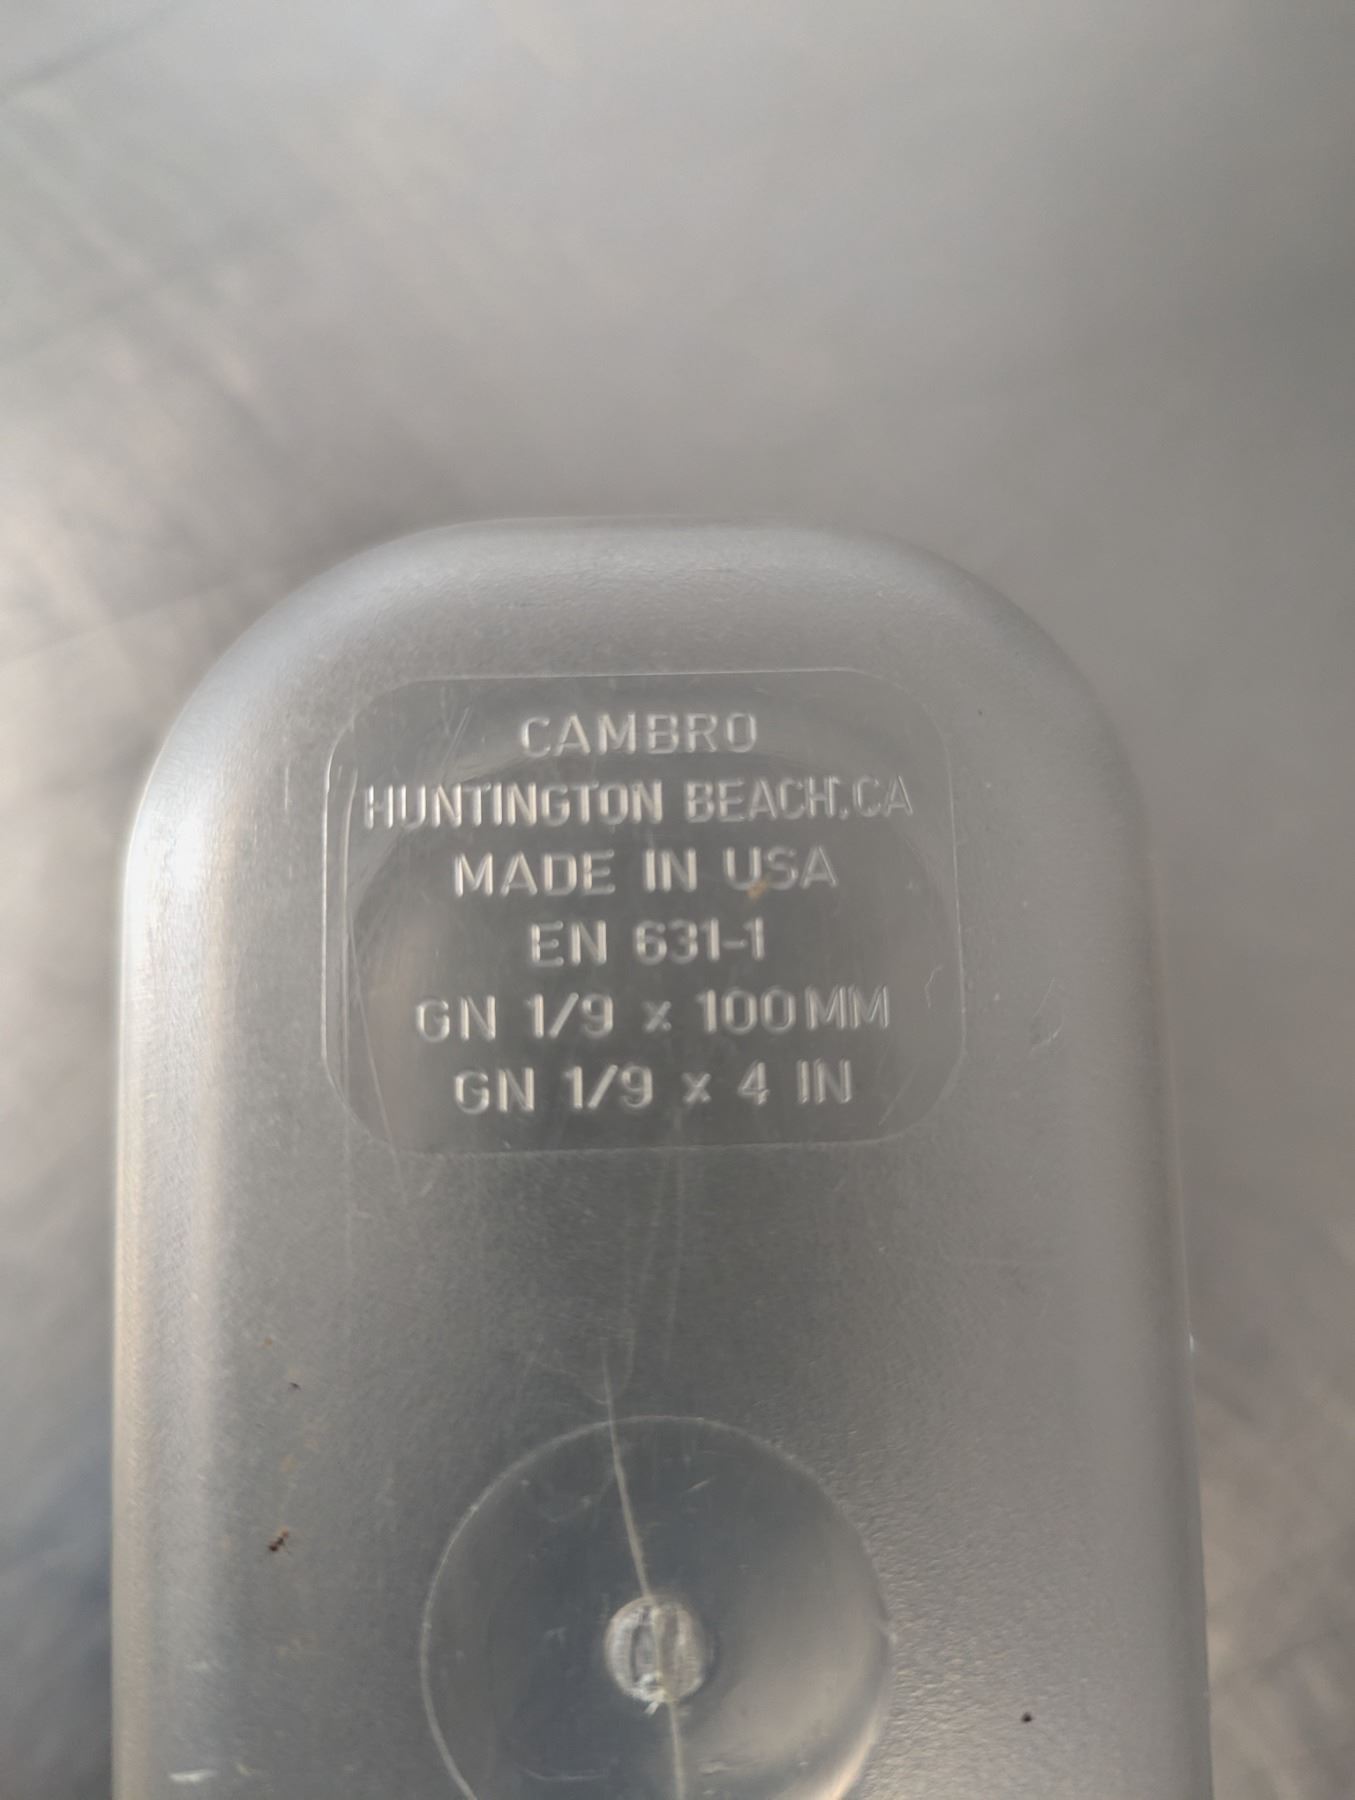 CAMBRO
HUNTINGTON BEACH, CA
MADE IN USA
EN 631-1
GN 1/9 x 100MM
GN 1/9 x 4 IN